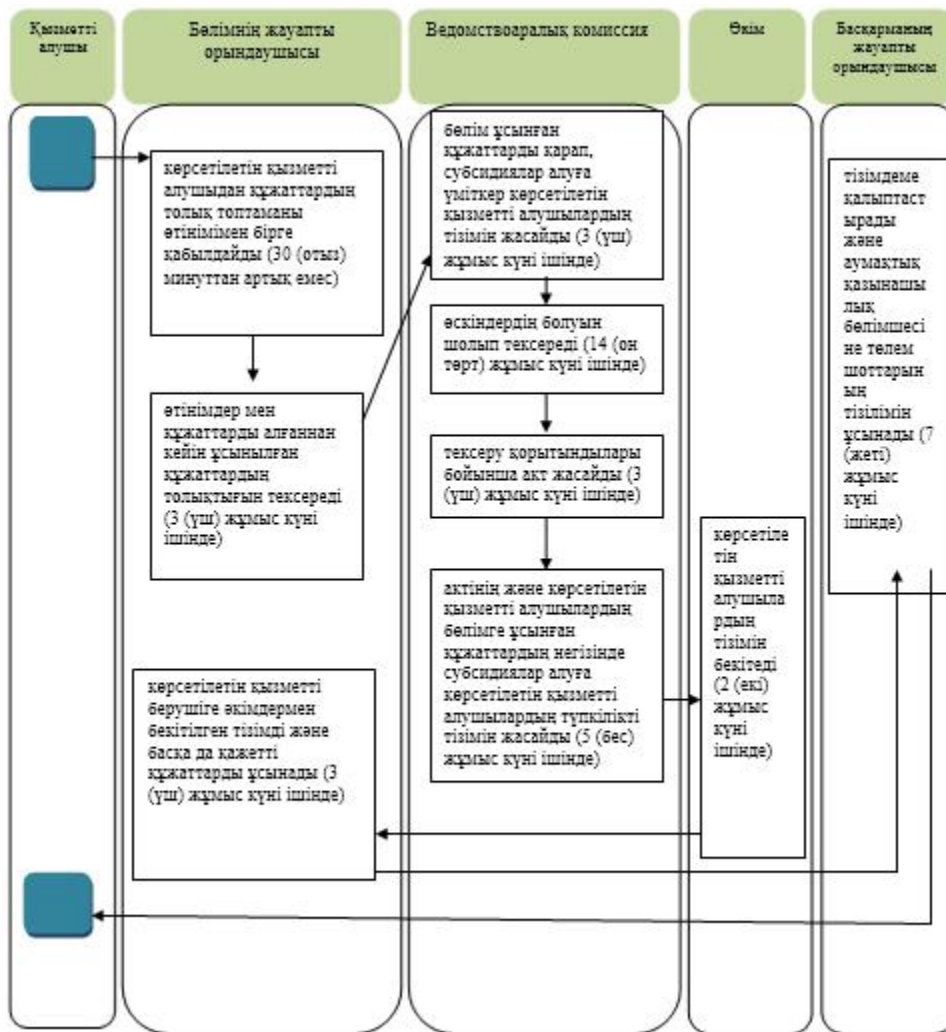 Қызметті
алушы
Бөлімнің жауапты
орындаушысы
Ведомствоаралық комиссия
Әкім
Басқарманың
жауапты
орындаушысы
көрсетілетін қызметті
алушыдан құжаттардың
толық топтаманы
өтінімімен бірге
қабылдайды (30 (отыз)
минуттан артық емес)
өтінімдер мен
құжаттарды алғаннан
кейін ұсынылған
құжаттардың
толықтығын тексереді
(3 (үш) жұмыс күні
ішінде)
көрсетілетін қызметті
берушіге әкімдермен
бекітілген тізімді және
басқа да қажетті
құжаттарды ұсынады (3
(үш) жұмыс күні ішінде)
бөлім ұсынған
құжаттарды қарап,
субсидиялар алуға
үміткер көрсетілетін
қызметті алушылардың
тізімін жасайды (3 (үш)
жұмыс күні ішінде)
өскіндердің болуын
шолып тексереді (14 (он
төрт) жұмыс күні ішінде)
тексеру қорытындылары
бойынша акт жасайды (3
(үш) жұмыс күні ішінде)
актінің және көрсетілетін
қызметті алушылардың
бөлімге ұсынған
құжаттардың негізінде
субсидиялар алуға
көрсетілетін қызметті
алушылардың түпкілікті
тізімін жасайды (5 (бес)
жұмыс күні ішінде)
көрсетіле
тін
қызметті
алушыла
рдың
тізімін
бекітеді
(2 (екі)
жұмыс
күні
ішінде)
тізімдеме
қалыптаст
ырады
және
аумақтық
қазынашы
лық
бөлімшесі
не төлем
шоттарын
ың
тізілімін
ұсынады (7
(жеті)
жұмыс
күні
ішінде)